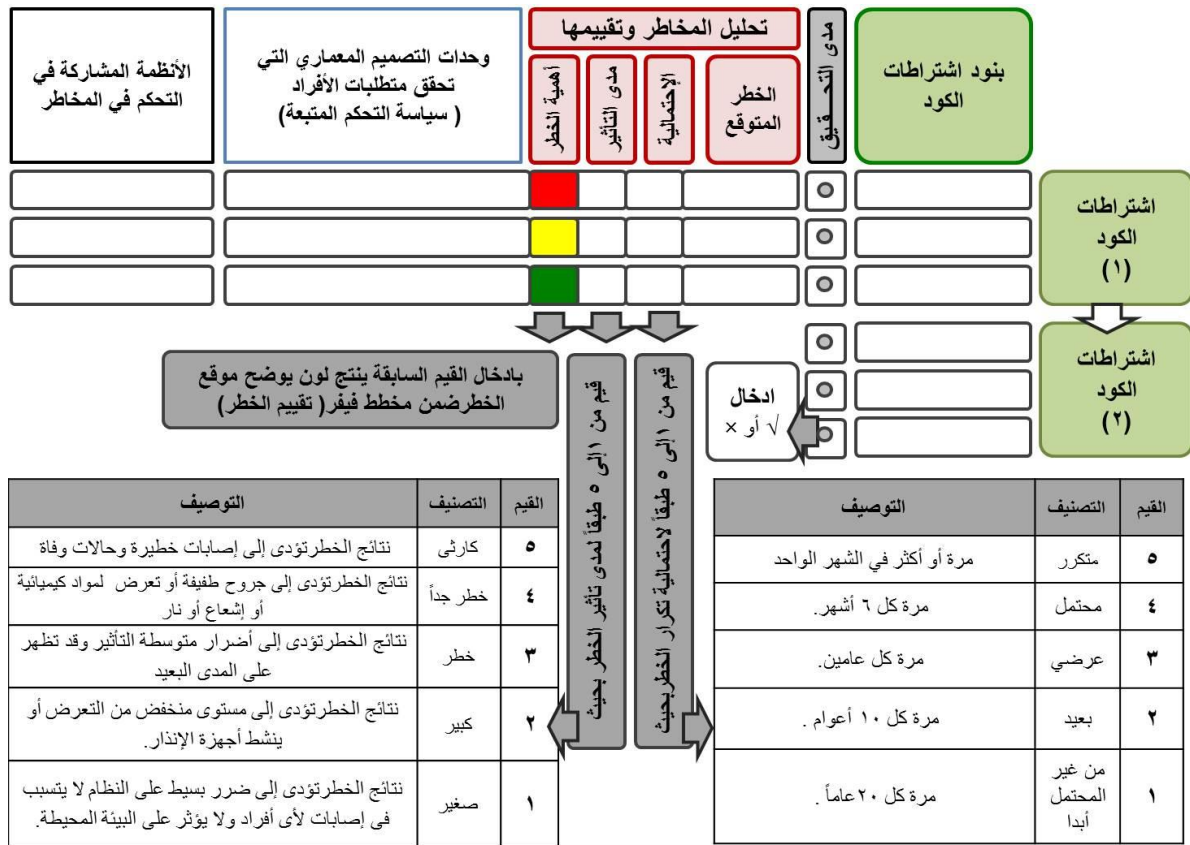 بنود اشتراطات
الكود
مدى التحـقـيق
تحليل المخاطر وتقييمها
الخطر
المتوقع
الإحتمالية
مدى التأثير
أهمية الخطر
وحدات التصميم المعماري التي
تحقق متطلبات الأفراد
( سياسة التحكم المتبعة)
الأنظمة المشاركة في
التحكم في المخاطر
اشتراطات
الكود
(١)
اشتراطات
الكود
(٢)
ادخال
√ أو ×
قيم من ١ إلى ٥ طبقاً لاحتمالية تكرار الخطر بحيث
قيم من ١ إلى ٥ طبقاً لمدى تأثير الخطر بحيث
بادخال القيم السابقة ينتج لون يوضح موقع
الخطرضمن مخطط فيفر( تقييم الخطر)
القيم التصنيف التوصيف
٥ متكرر مرة أو أكثر في الشهر الواحد
٤ محتمل مرة كل ٦ أشهر.
٣ عرضي مرة كل عامين.
٢ بعيد مرة كل ١٠ أعوام .
من غير
١ المحتمل مرة كل ٢٠عاماً .
أبدا
القيم التصنيف التوصيف
٥ كارثى نتائج الخطرتؤدى إلى إصابات خطيرة وحالات وفاة
٤ خطر جداً نتائج الخطرتؤدى إلى جروح طفيفة أو تعرض لمواد كيميائية
أو إشعاع أو نار
٣ خطر نتائج الخطرتؤدى إلى أضرار متوسطة التأثير وقد تظهر
على المدى البعيد
٢ كبير نتائج الخطرتؤدى إلى مستوى منخفض من التعرض أو
ينشط أجهزة الإنذار.
١ صغير نتائج الخطرتؤدى إلى ضرر بسيط على النظام لا يتسبب
فى إصابات لأى أفراد ولا يؤثر على البيئة المحيطة.